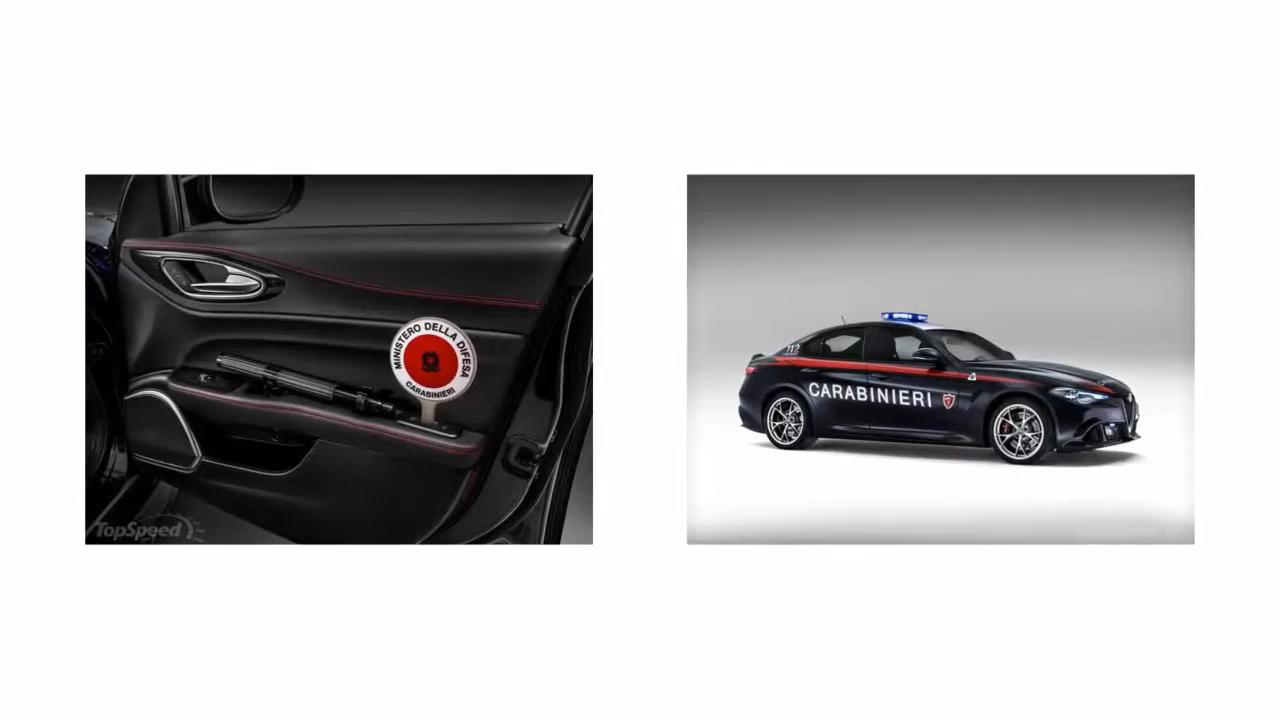 MINISTERO DELLA DIFESA
CARABINIERI
TopSpeed
112
CARABINIERI